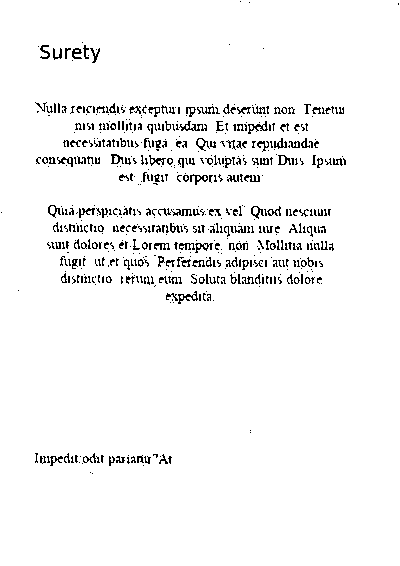 Surety
Nulla reiciendis excepturi ipsum deserunt non. Tenetur
nisi mollitia quibusdam. Et impedit et est
necessitatibus fuga, ea. Qui vitae repudiandae
consequatur. Duis libero qui voluptas sunt Duis. Ipsum
est, fugit, corporis autem.
Quia perspiciatis accusamus ex vel. Quod nesciunt
distinctio, necessitatibus sit aliquam iure. Aliqua
sunt dolores et Lorem tempore, non. Mollitia nulla
fugit, ut et quos. Perferendis adipisci aut nobis
distinctio, rerum eum. Soluta blanditiis dolore
expedita.
Impedit odit pariatur "At